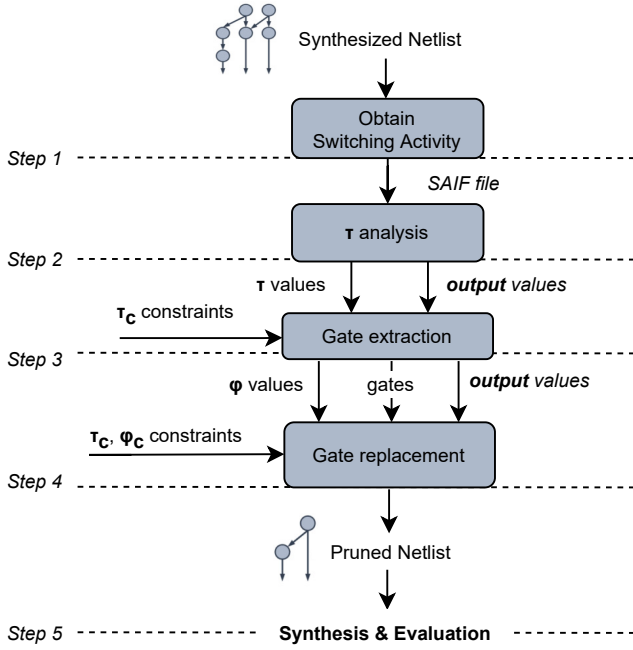 Synthesized Netlist
Obtain
Switching Activity
Step 1
SAIF file
τ analysis
Step 2
τ values
output values
τc constraints
Gate extraction
Step 3
φ values
gates
output values
τc, φc constraints
Gate replacement
Step 4
Pruned Netlist
Step 5
Synthesis & Evaluation